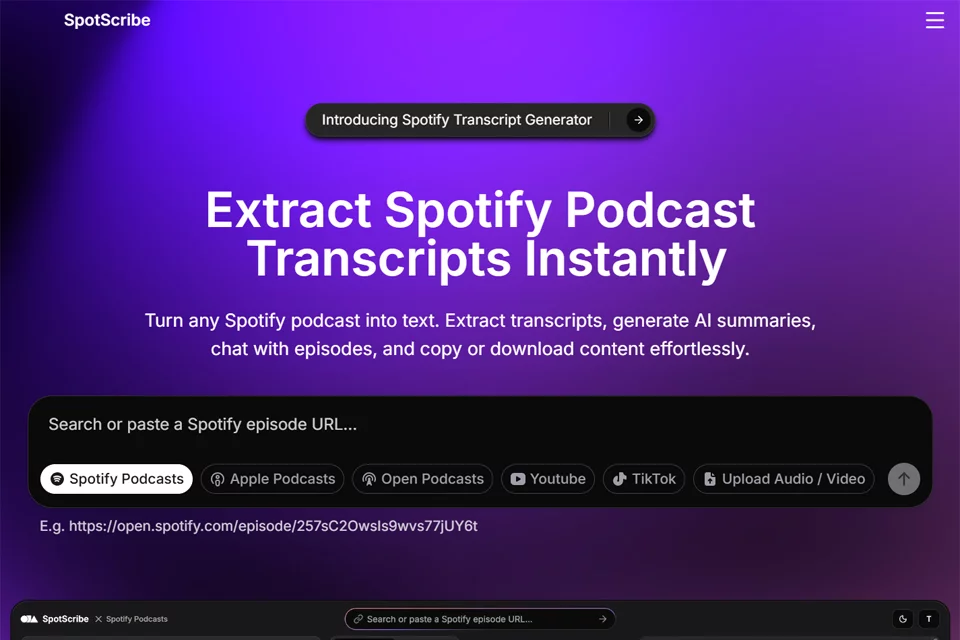 SpotScribe
Introducing Spotify Transcript Generator
Extract Spotify Podcast
Transcripts Instantly
Turn any Spotify podcast into text. Extract transcripts, generate AI summaries,
chat with episodes, and copy or download content effortlessly.
Search or paste a Spotify episode URL...
Spotify Podcasts
Apple Podcasts
Open Podcasts
Youtube
TikTok
Upload Audio / Video
E.g. https://open.spotify.com/episode/257sC2OwsIs9wvs77jUY6t
SpotScribe X Spotify Podcasts
Search or paste a Spotify episode URL...
T